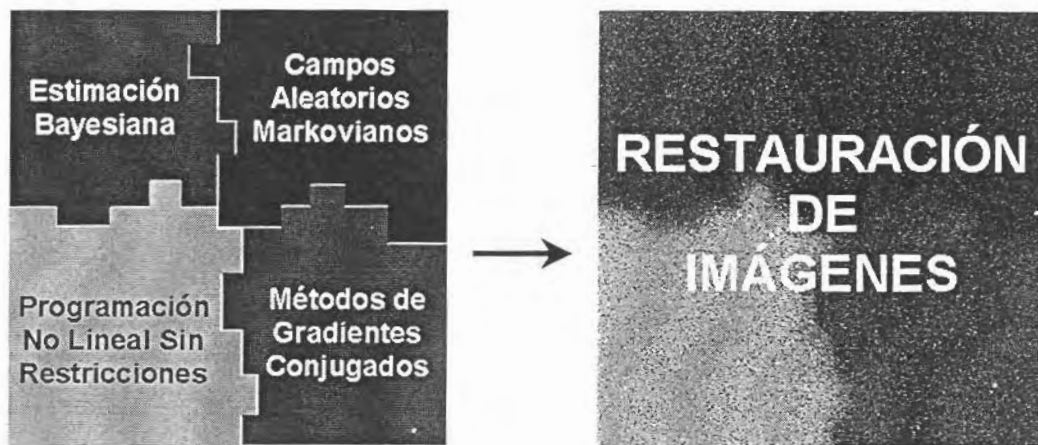 Estimación
Bayesiana
Campos
Aleatorios
Markovianos
Programación
No Lineal Sin
Restricciones
Métodos de
Gradientes
Conjugados
RESTAURACIÓN
DE
IMÁGENES